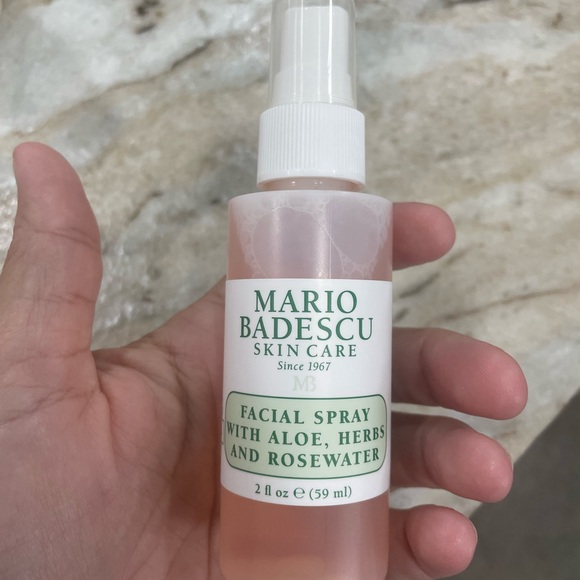 MARIO
BADESCU
SKIN CARE
Since 1967
MB
FACIAL SPRAY
WITH ALOE, HERBS
AND ROSEWATER
2 fl oz ℮ (59 ml)